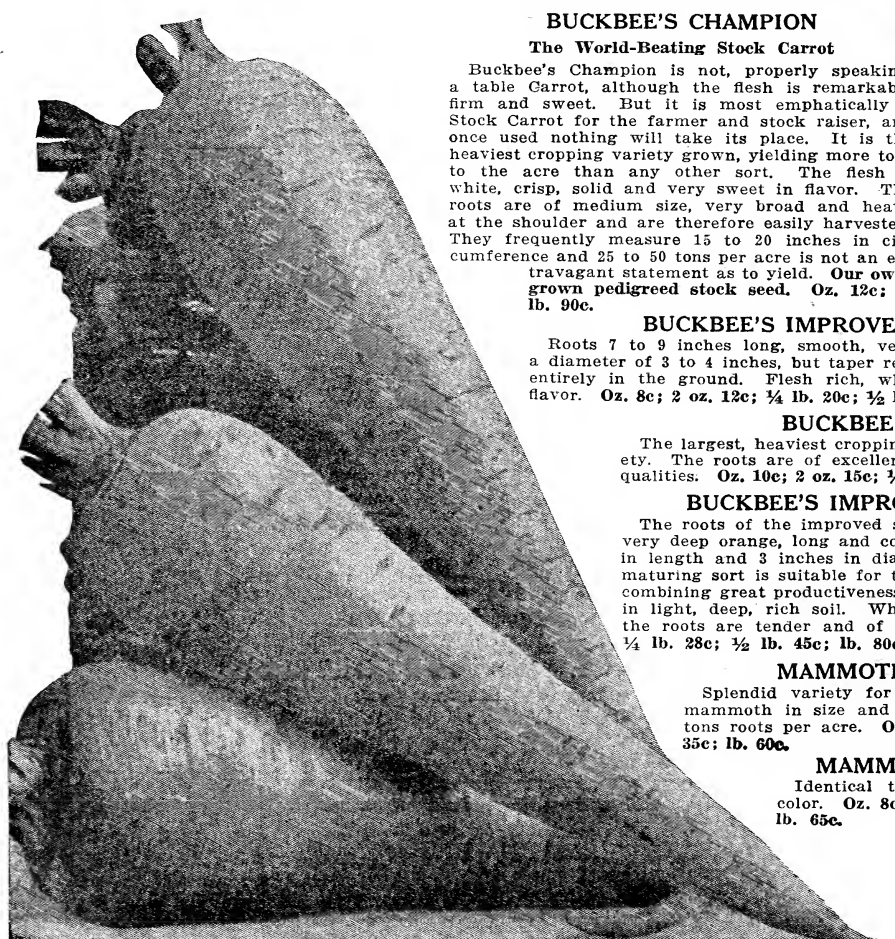 BUCKBEE'S CHAMPION
The World-Beating Stock Carrot
Buckbee's Champion is not, properly speakin
a table Carrot, although the flesh is remarkab
firm and sweet. But it is most emphatically
Stock Carrot for the farmer and stock raiser, an
once used nothing will take its place. It is th
heaviest cropping variety grown, yielding more to
to the acre than any other sort. The flesh
white, crisp, solid and very sweet in flavor. Th
roots are of medium size, very broad and heav
at the shoulder and are therefore easily harveste
They frequently measure 15 to 20 inches in ci
cumference and 25 to 50 tons per acre is not an e
travagant statement as to yield. Our ow
grown pedigreed stock seed. Oz. 12c;
lb. 90c.
BUCKBEE'S IMPROVE
Roots 7 to 9 inches long, smooth, ve
a diameter of 3 to 4 inches, but taper re
entirely in the ground. Flesh rich, wh
flavor. Oz. 8c; 2 oz. 12c; ¼ lb. 20c; ½ l
BUCKBEE
The largest, heaviest croppin
ety. The roots are of excellen
qualities. Oz. 10c; 2 oz. 15c; ¼
BUCKBEE'S IMPRO
The roots of the improved s
very deep orange, long and co
in length and 3 inches in dia
maturing sort is suitable for t
combining great productiveness
in light, deep, rich soil. Wh
the roots are tender and of
¼ lb. 28c; ½ lb. 45c; lb. 80c
MAMMOTH
Splendid variety for
mammoth in size and
tons roots per acre. O
35c; lb. 60c.
MAMM
Identical t
color. Oz. 8c
lb. 65c.